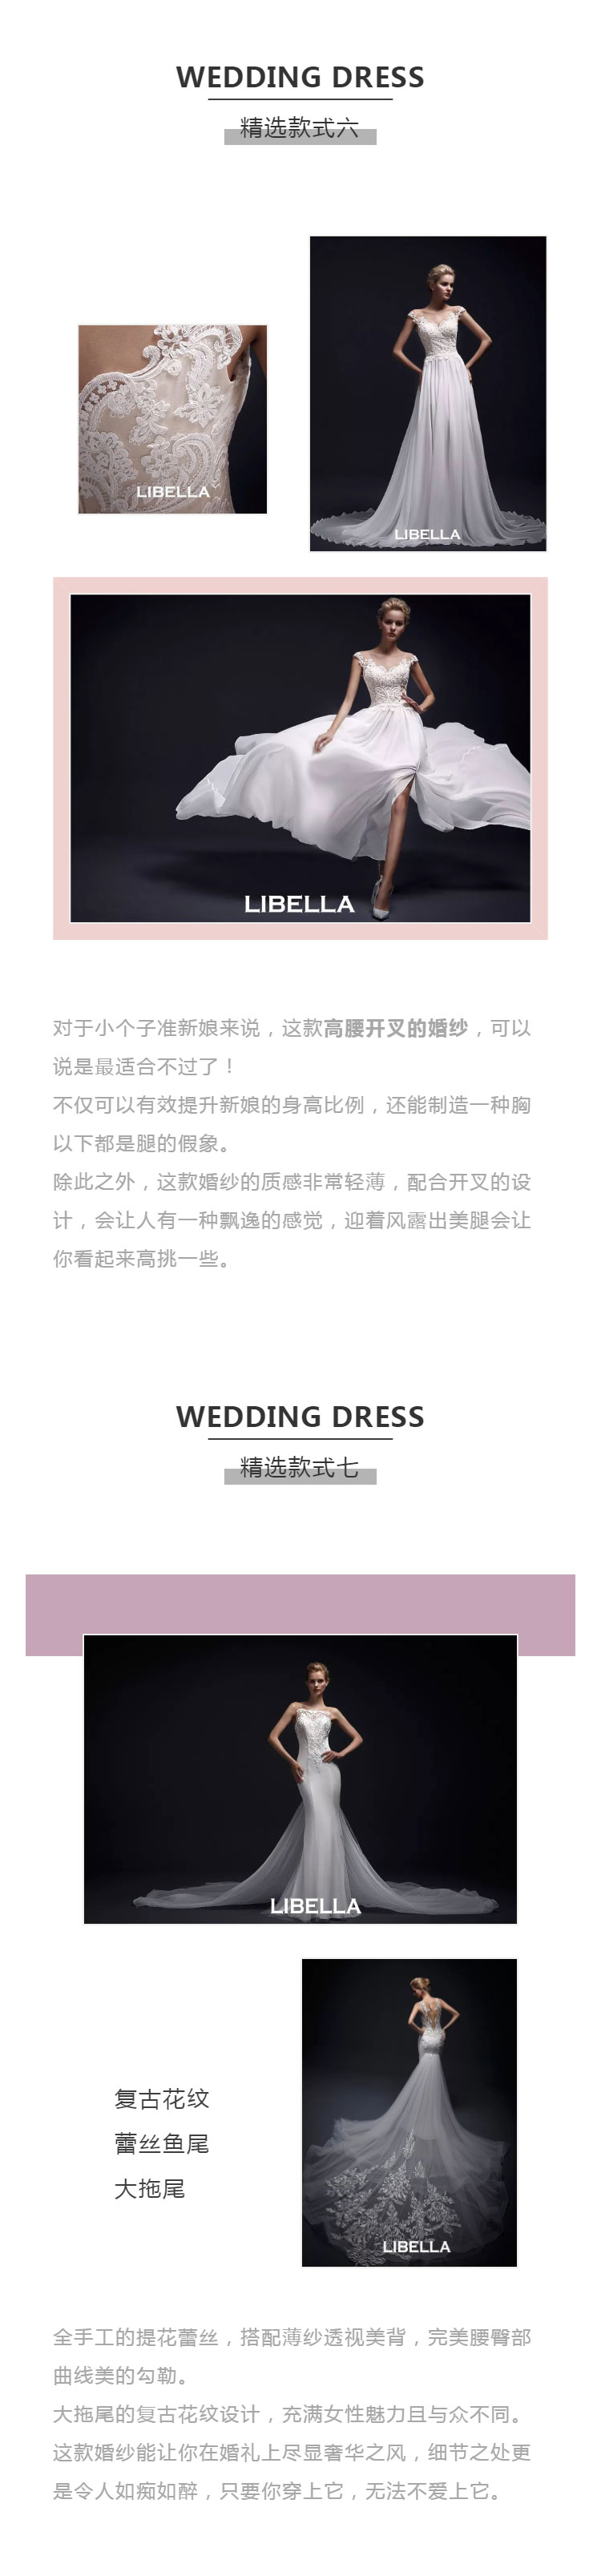 WEDDING DRESS
精选款式六
LIBELLA
LIBELLA
LIBELLA
对于小个子准新娘来说，这款高腰开叉的婚纱，可以
说是最适合不过了！
不仅可以有效提升新娘的身高比例，还能制造一种胸
以下都是腿的假象。
除此之外，这款婚纱的质感非常轻薄，配合开叉的设
计，会让人有一种飘逸的感觉，迎着风露出美腿会让
你看起来高挑一些。
WEDDING DRESS
精选款式七
LIBELLA
复古花纹
蕾丝鱼尾
大拖尾
LIBELLA
全手工的提花蕾丝，搭配薄纱透视美背，完美腰臀部
曲线美的勾勒。
大拖尾的复古花纹设计，充满女性魅力且与众不同。
这款婚纱能让你在婚礼上尽显奢华之风，细节之处更
是令人如痴如醉，只要你穿上它，无法不爱上它。